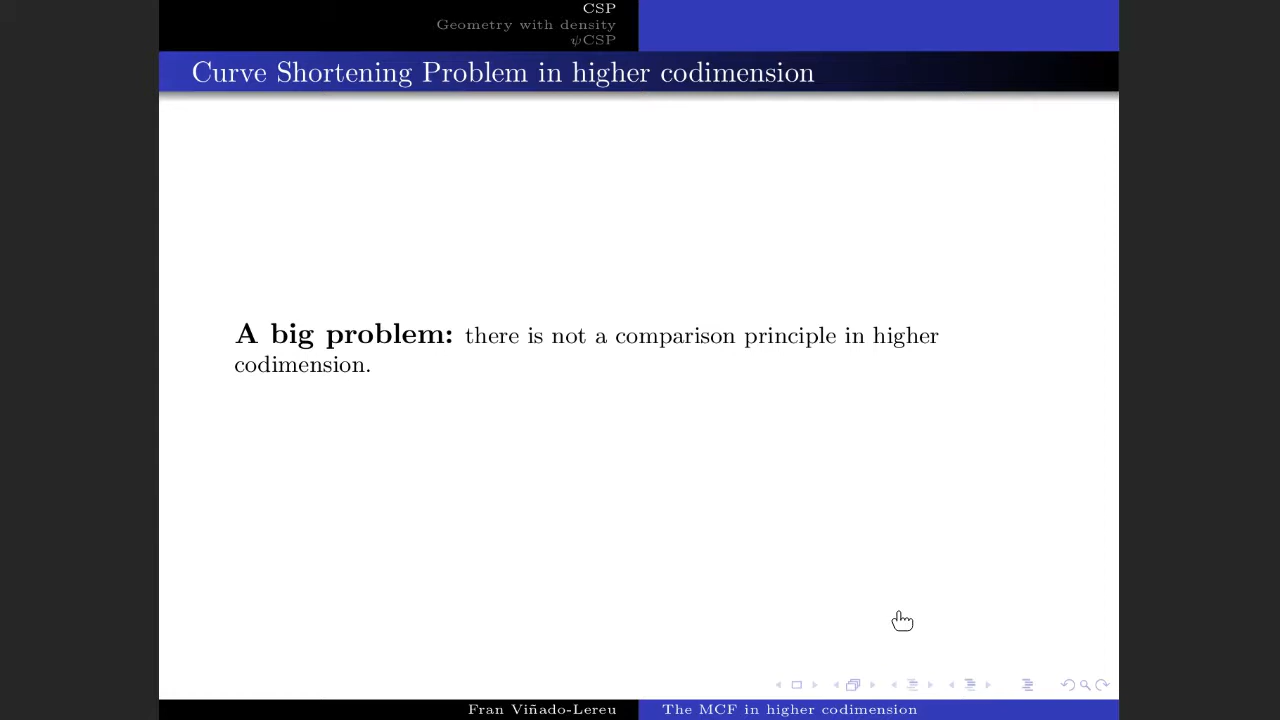 CSP
Geometry with density
ψCSP
Curve Shortening Problem in higher codimension
A big problem: there is not a comparison principle in higher
codimension.
Fran Viñado-Lereu
The MCF in higher codimension